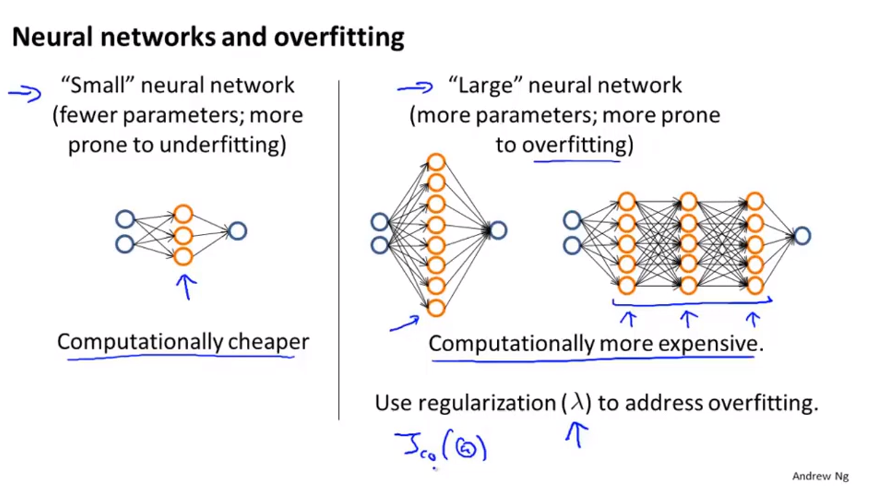 Neural networks and overfitting
“Small” neural network
(fewer parameters; more
prone to underfitting)
Computationally cheaper
“Large” neural network
(more parameters; more prone
to overfitting)
Computationally more expensive.
Use regularization (λ) to address overfitting.
J_cv(Θ)
Andrew Ng